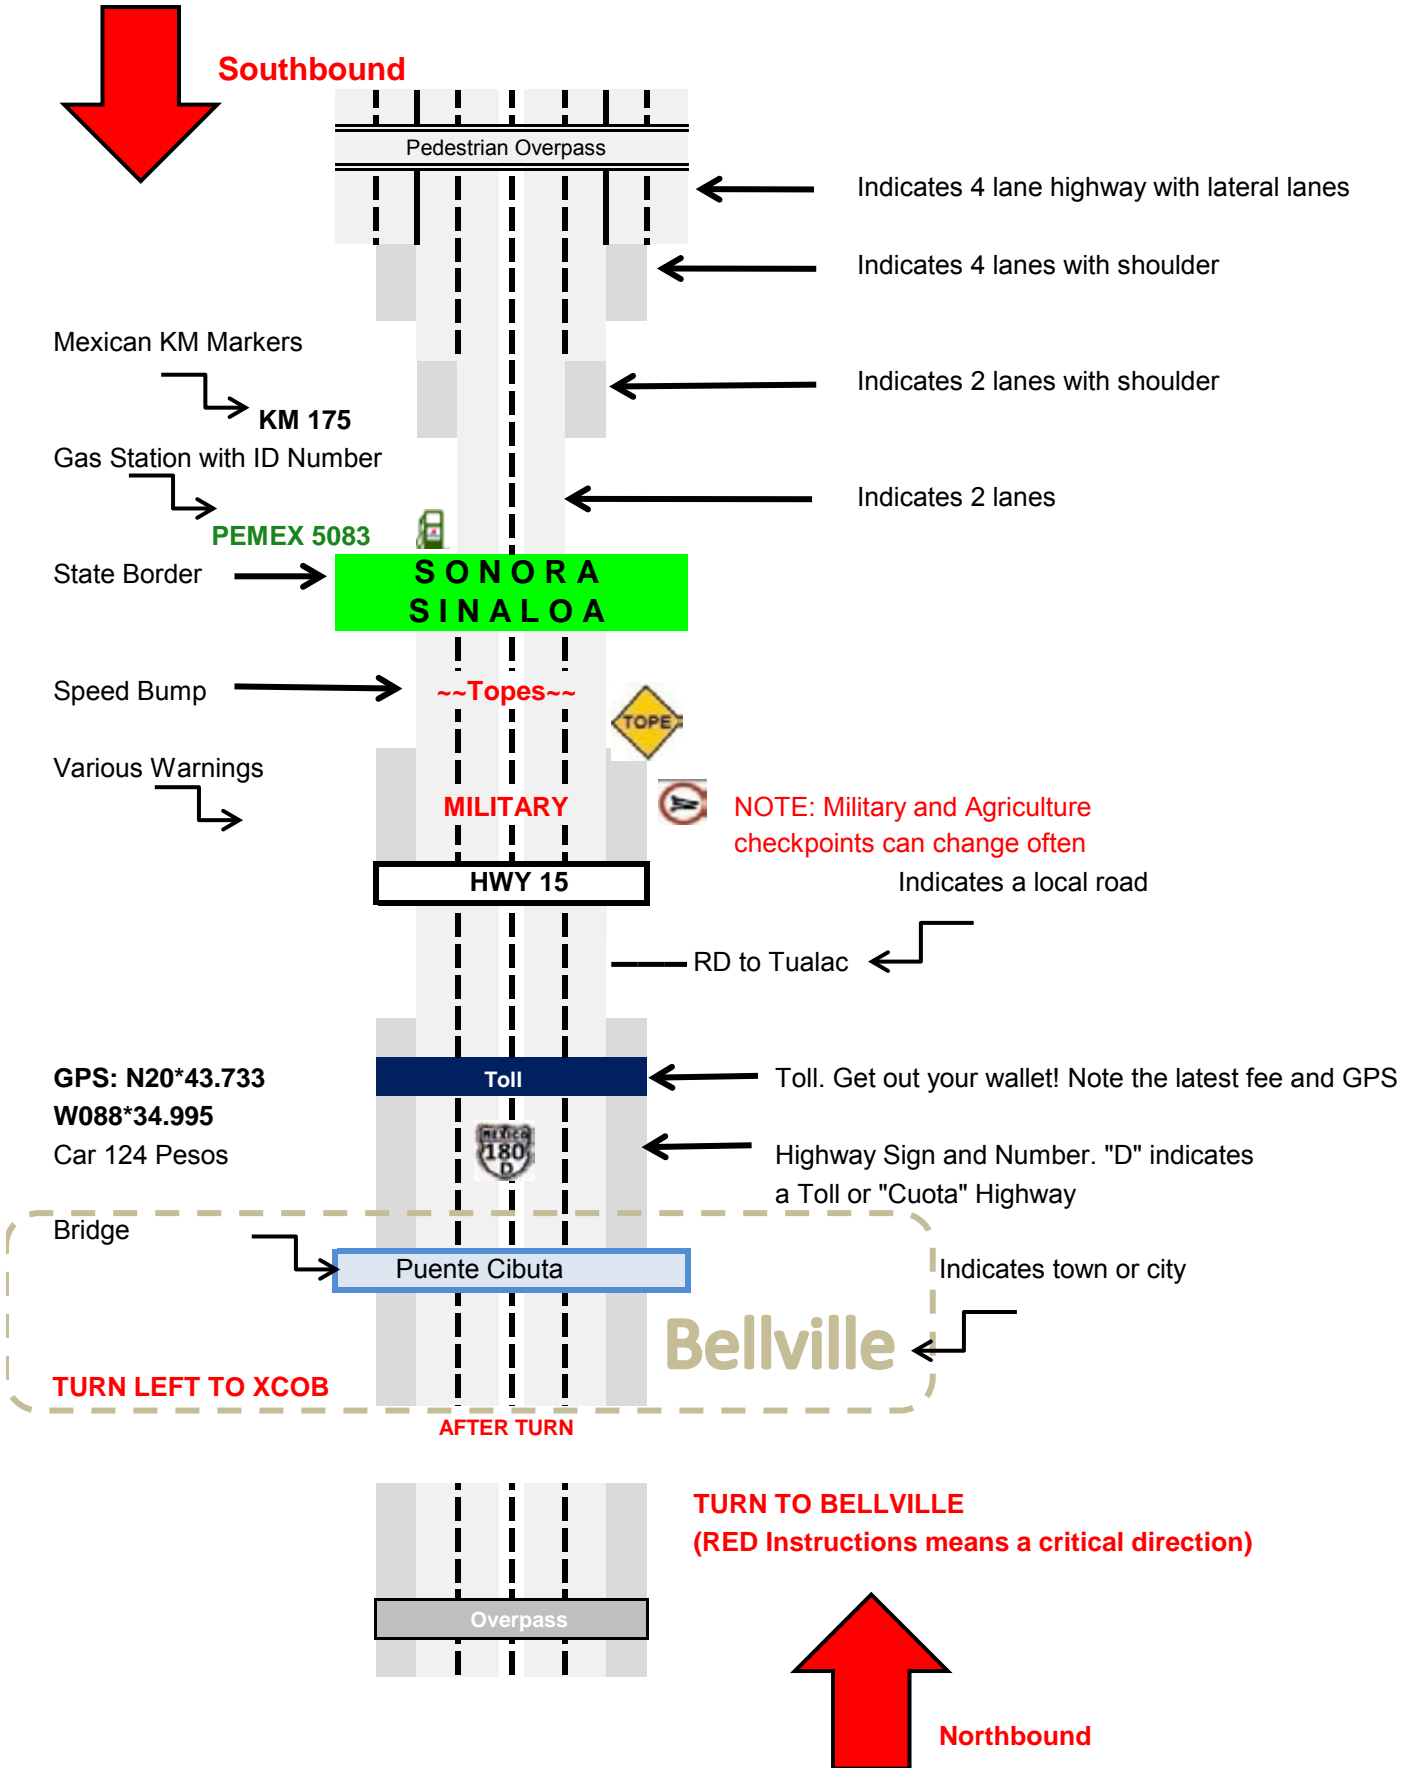 Southbound
Pedestrian Overpass
Indicates 4 lane highway with lateral lanes
Indicates 4 lanes with shoulder
Mexican KM Markers
Indicates 2 lanes with shoulder
KM 175
Gas Station with ID Number
Indicates 2 lanes
PEMEX 5083
State Border
SONORA
SINALOA
Speed Bump
~~Topes~~
TOPE
Various Warnings
MILITARY
NOTE: Military and Agriculture
checkpoints can change often
HWY 15
Indicates a local road
RD to Tualac
GPS: N20*43.733
W088*34.995
Car 124 Pesos
Toll
Toll. Get out your wallet! Note the latest fee and GPS
MEXICO
180
D
Highway Sign and Number. "D" indicates
a Toll or "Cuota" Highway
Bridge
Puente Cibuta
Indicates town or city
Bellville
TURN LEFT TO XCOB
AFTER TURN
TURN TO BELLVILLE
(RED Instructions means a critical direction)
Overpass
Northbound